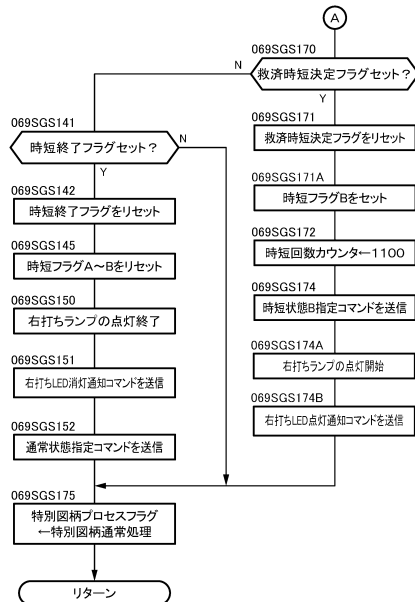 A
069SGS170
救済時短決定フラグセット？
N
Y
069SGS171
救済時短決定フラグをリセット
069SGS171A
時短フラグBをセット
069SGS172
時短回数カウンタ←1100
069SGS174
時短状態B指定コマンドを送信
069SGS174A
右打ちランプの点灯開始
069SGS174B
右打ちLED点灯通知コマンドを送信
069SGS141
時短終了フラグセット？
N
Y
069SGS142
時短終了フラグをリセット
069SGS145
時短フラグA～Bをリセット
069SGS150
右打ちランプの点灯終了
069SGS151
右打ちLED消灯通知コマンドを送信
069SGS152
通常状態指定コマンドを送信
069SGS175
特別図柄プロセスフラグ
←特別図柄通常処理
リターン